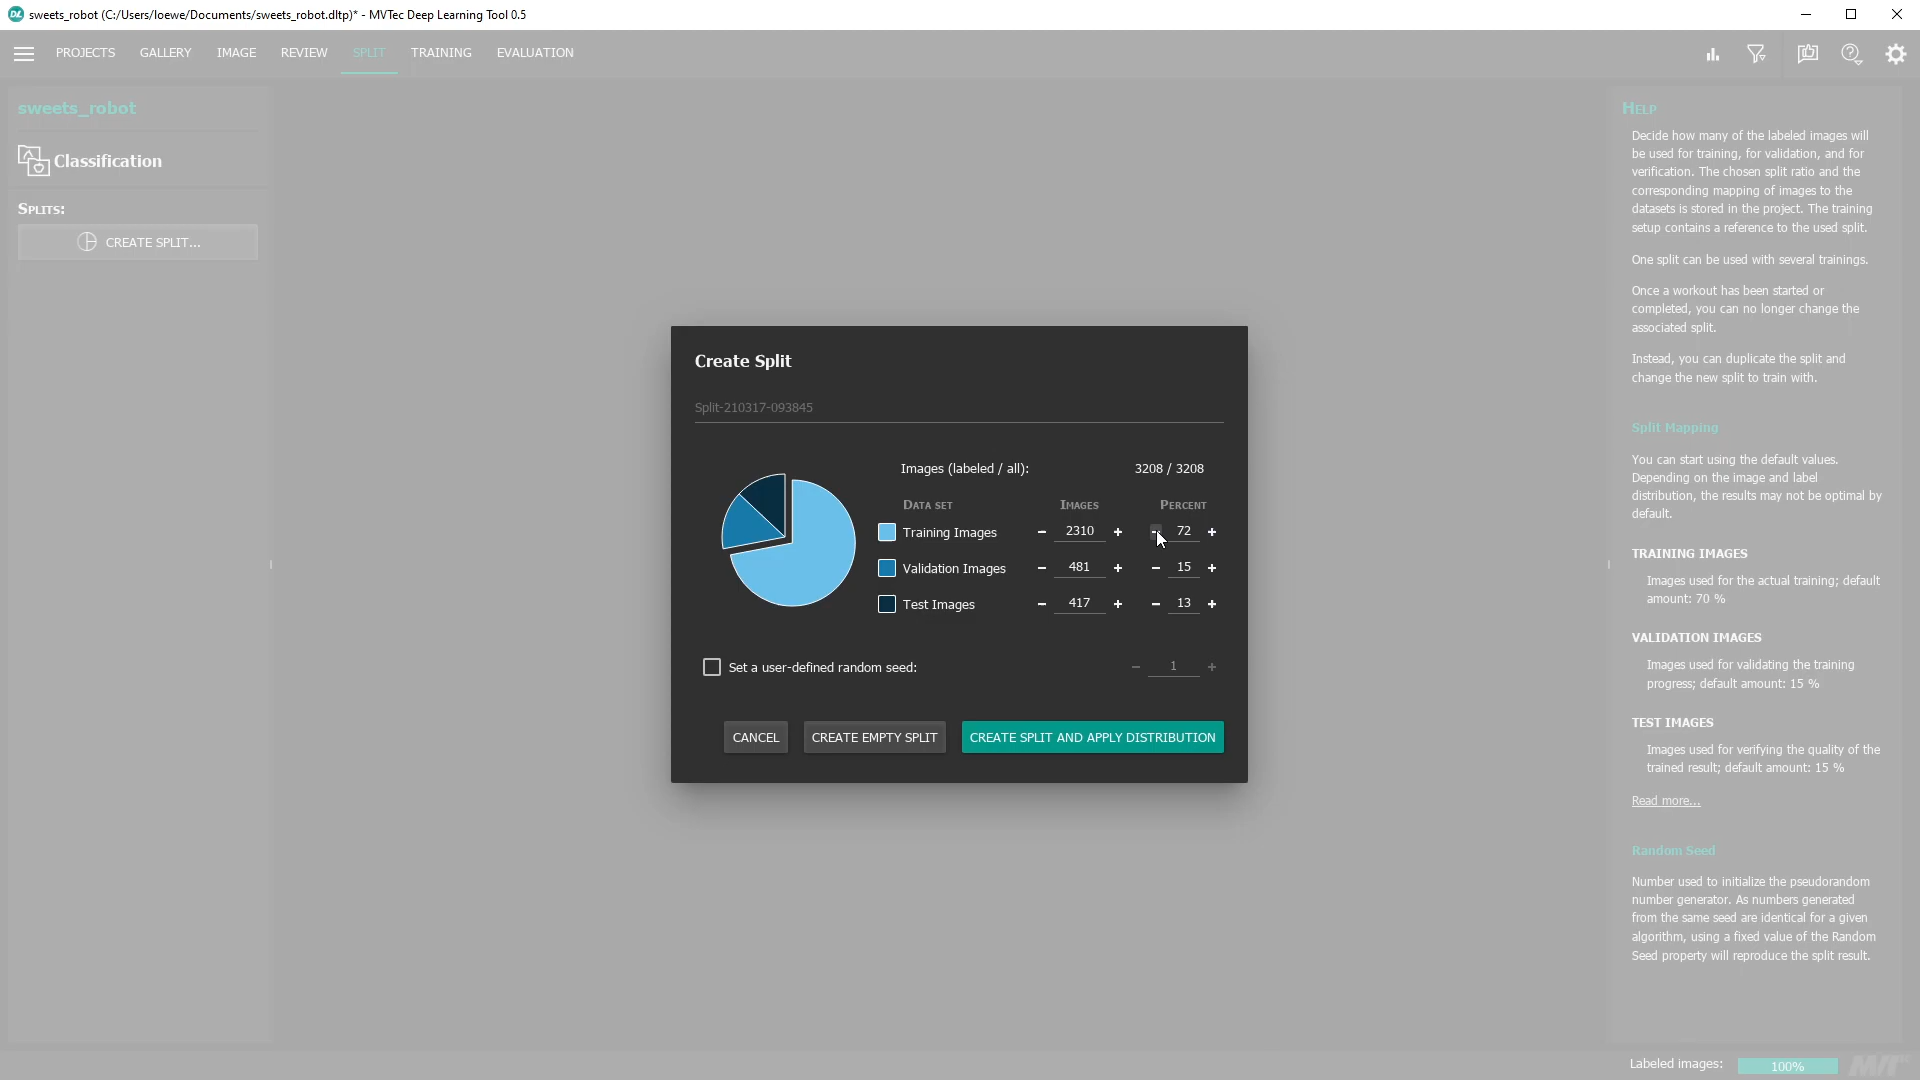 sweets_robot (C:/Users/loewe/Documents/sweets_robot.dltp)* - MVTec Deep Learning Tool 0.5
PROJECTS GALLERY IMAGE REVIEW SPLIT TRAINING EVALUATION
sweets_robot
Classification
SPLITS:
CREATE SPLIT...
Create Split
Split-210317-093845
Images (labeled / all): 3208 / 3208
DATA SET IMAGES PERCENT
Training Images - 2310 + - 72 +
Validation Images - 481 + - 15 +
Test Images - 417 + - 13 +
Set a user-defined random seed: - 1 +
CANCEL CREATE EMPTY SPLIT CREATE SPLIT AND APPLY DISTRIBUTION
HELP
Decide how many of the labeled images will
be used for training, for validation, and for
verification. The chosen split ratio and the
corresponding mapping of images to the
datasets is stored in the project. The training
setup contains a reference to the used split.
One split can be used with several trainings.
Once a workout has been started or
completed, you can no longer change the
associated split.
Instead, you can duplicate the split and
change the new split to train with.
Split Mapping
You can start using the default values.
Depending on the image and label
distribution, the results may not be optimal by
default.
TRAINING IMAGES
Images used for the actual training; default
amount: 70 %
VALIDATION IMAGES
Images used for validating the training
progress; default amount: 15 %
TEST IMAGES
Images used for verifying the quality of the
trained result; default amount: 15 %
Read more...
Random Seed
Number used to initialize the pseudorandom
number generator. As numbers generated
from the same seed are identical for a given
algorithm, using a fixed value of the Random
Seed property will reproduce the split result.
Labeled images: 100%